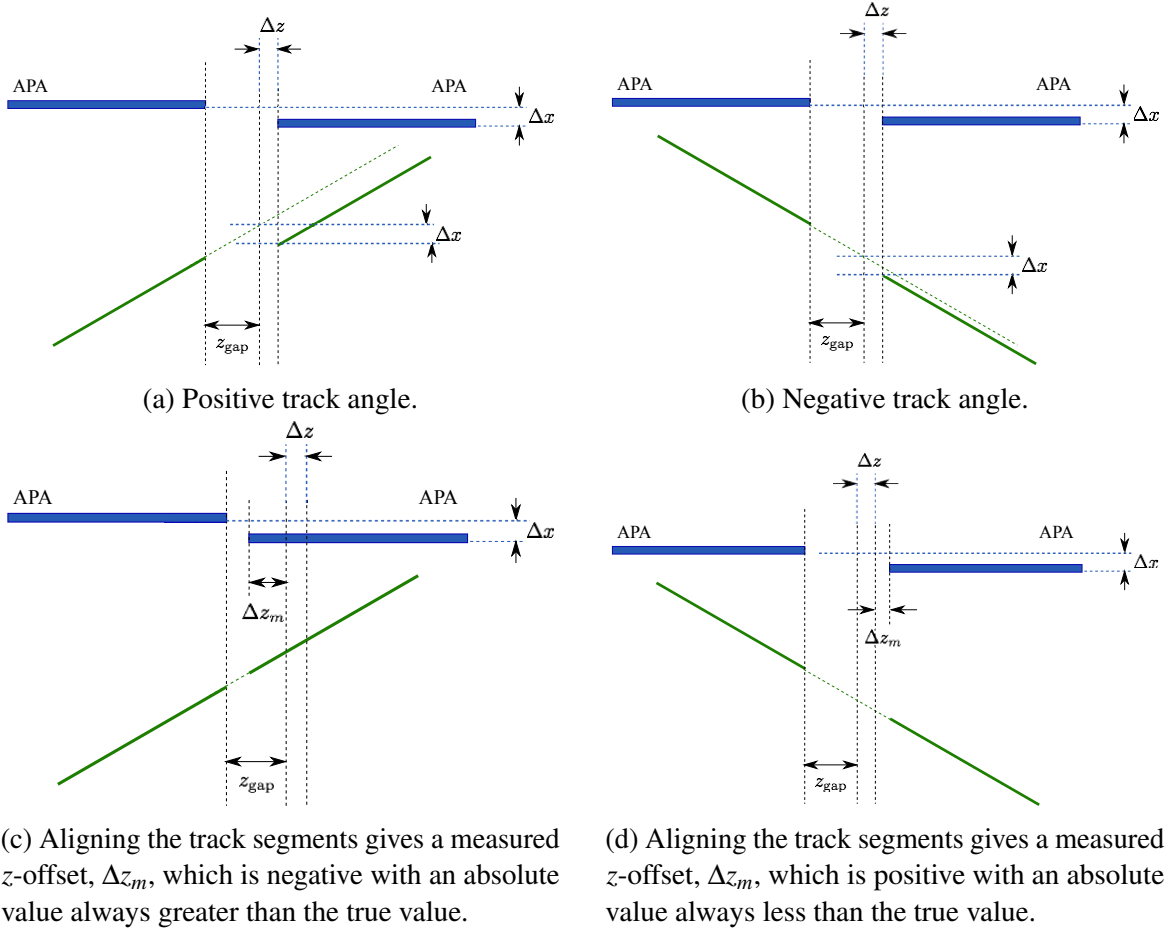 Δz
APA
APA
Δx
Δx
z_gap
(a) Positive track angle.
Δz
APA
APA
Δx
Δx
z_gap
(b) Negative track angle.
Δz
APA
APA
Δx
Δz_m
z_gap
(c) Aligning the track segments gives a measured
z-offset, Δz_m, which is negative with an absolute
value always greater than the true value.
Δz
APA
APA
Δx
Δz_m
z_gap
(d) Aligning the track segments gives a measured
z-offset, Δz_m, which is positive with an absolute
value always less than the true value.